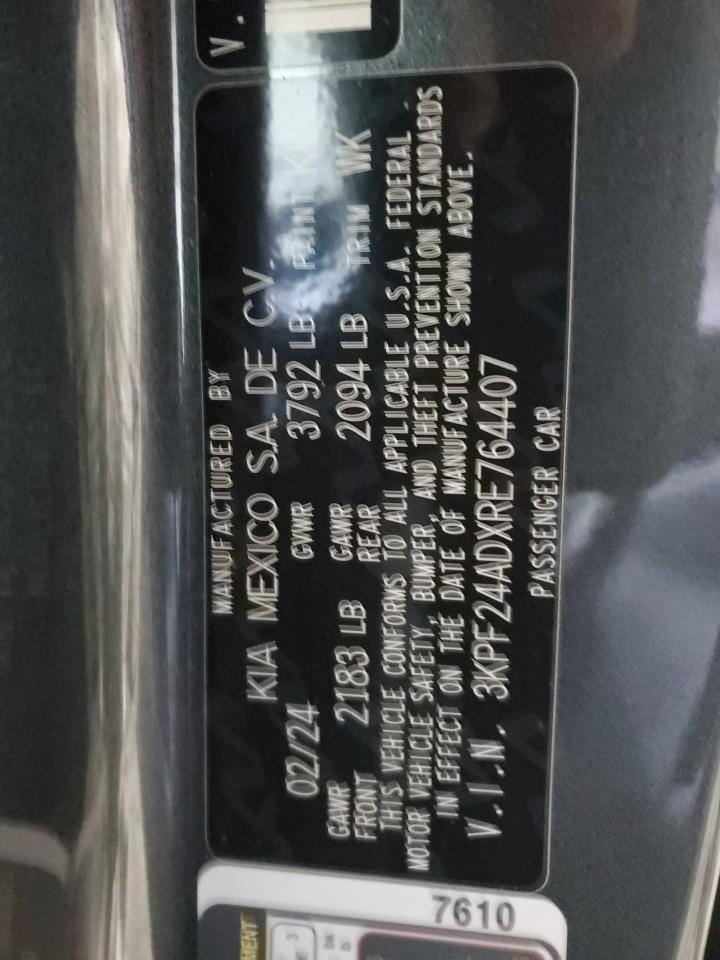 MANUFACTURED BY
KIA MEXICO S.A. DE C.V.
02/24 GVWR 3792 LB PAINT K
GAWR FRONT 2183 LB GAWR REAR 2094 LB TRIM WK
THIS VEHICLE CONFORMS TO ALL APPLICABLE U.S.A. FEDERAL
MOTOR VEHICLE SAFETY, BUMPER, AND THEFT PREVENTION STANDARDS
IN EFFECT ON THE DATE OF MANUFACTURE SHOWN ABOVE.
V.I.N. 3KPF24ADXRE764407
PASSENGER CAR
7610
V.